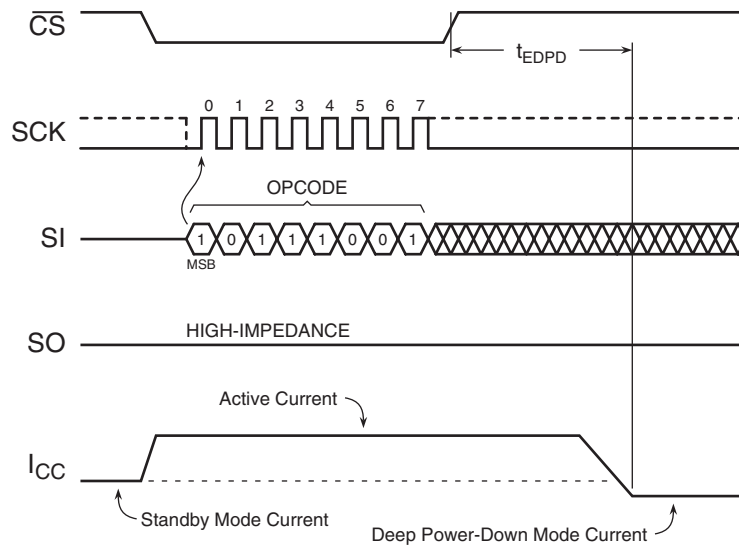 CS
tEDPD
0 1 2 3 4 5 6 7
SCK
OPCODE
SI
1 0 1 1 1 0 0 1
MSB
HIGH-IMPEDANCE
SO
Active Current
ICC
Standby Mode Current
Deep Power-Down Mode Current